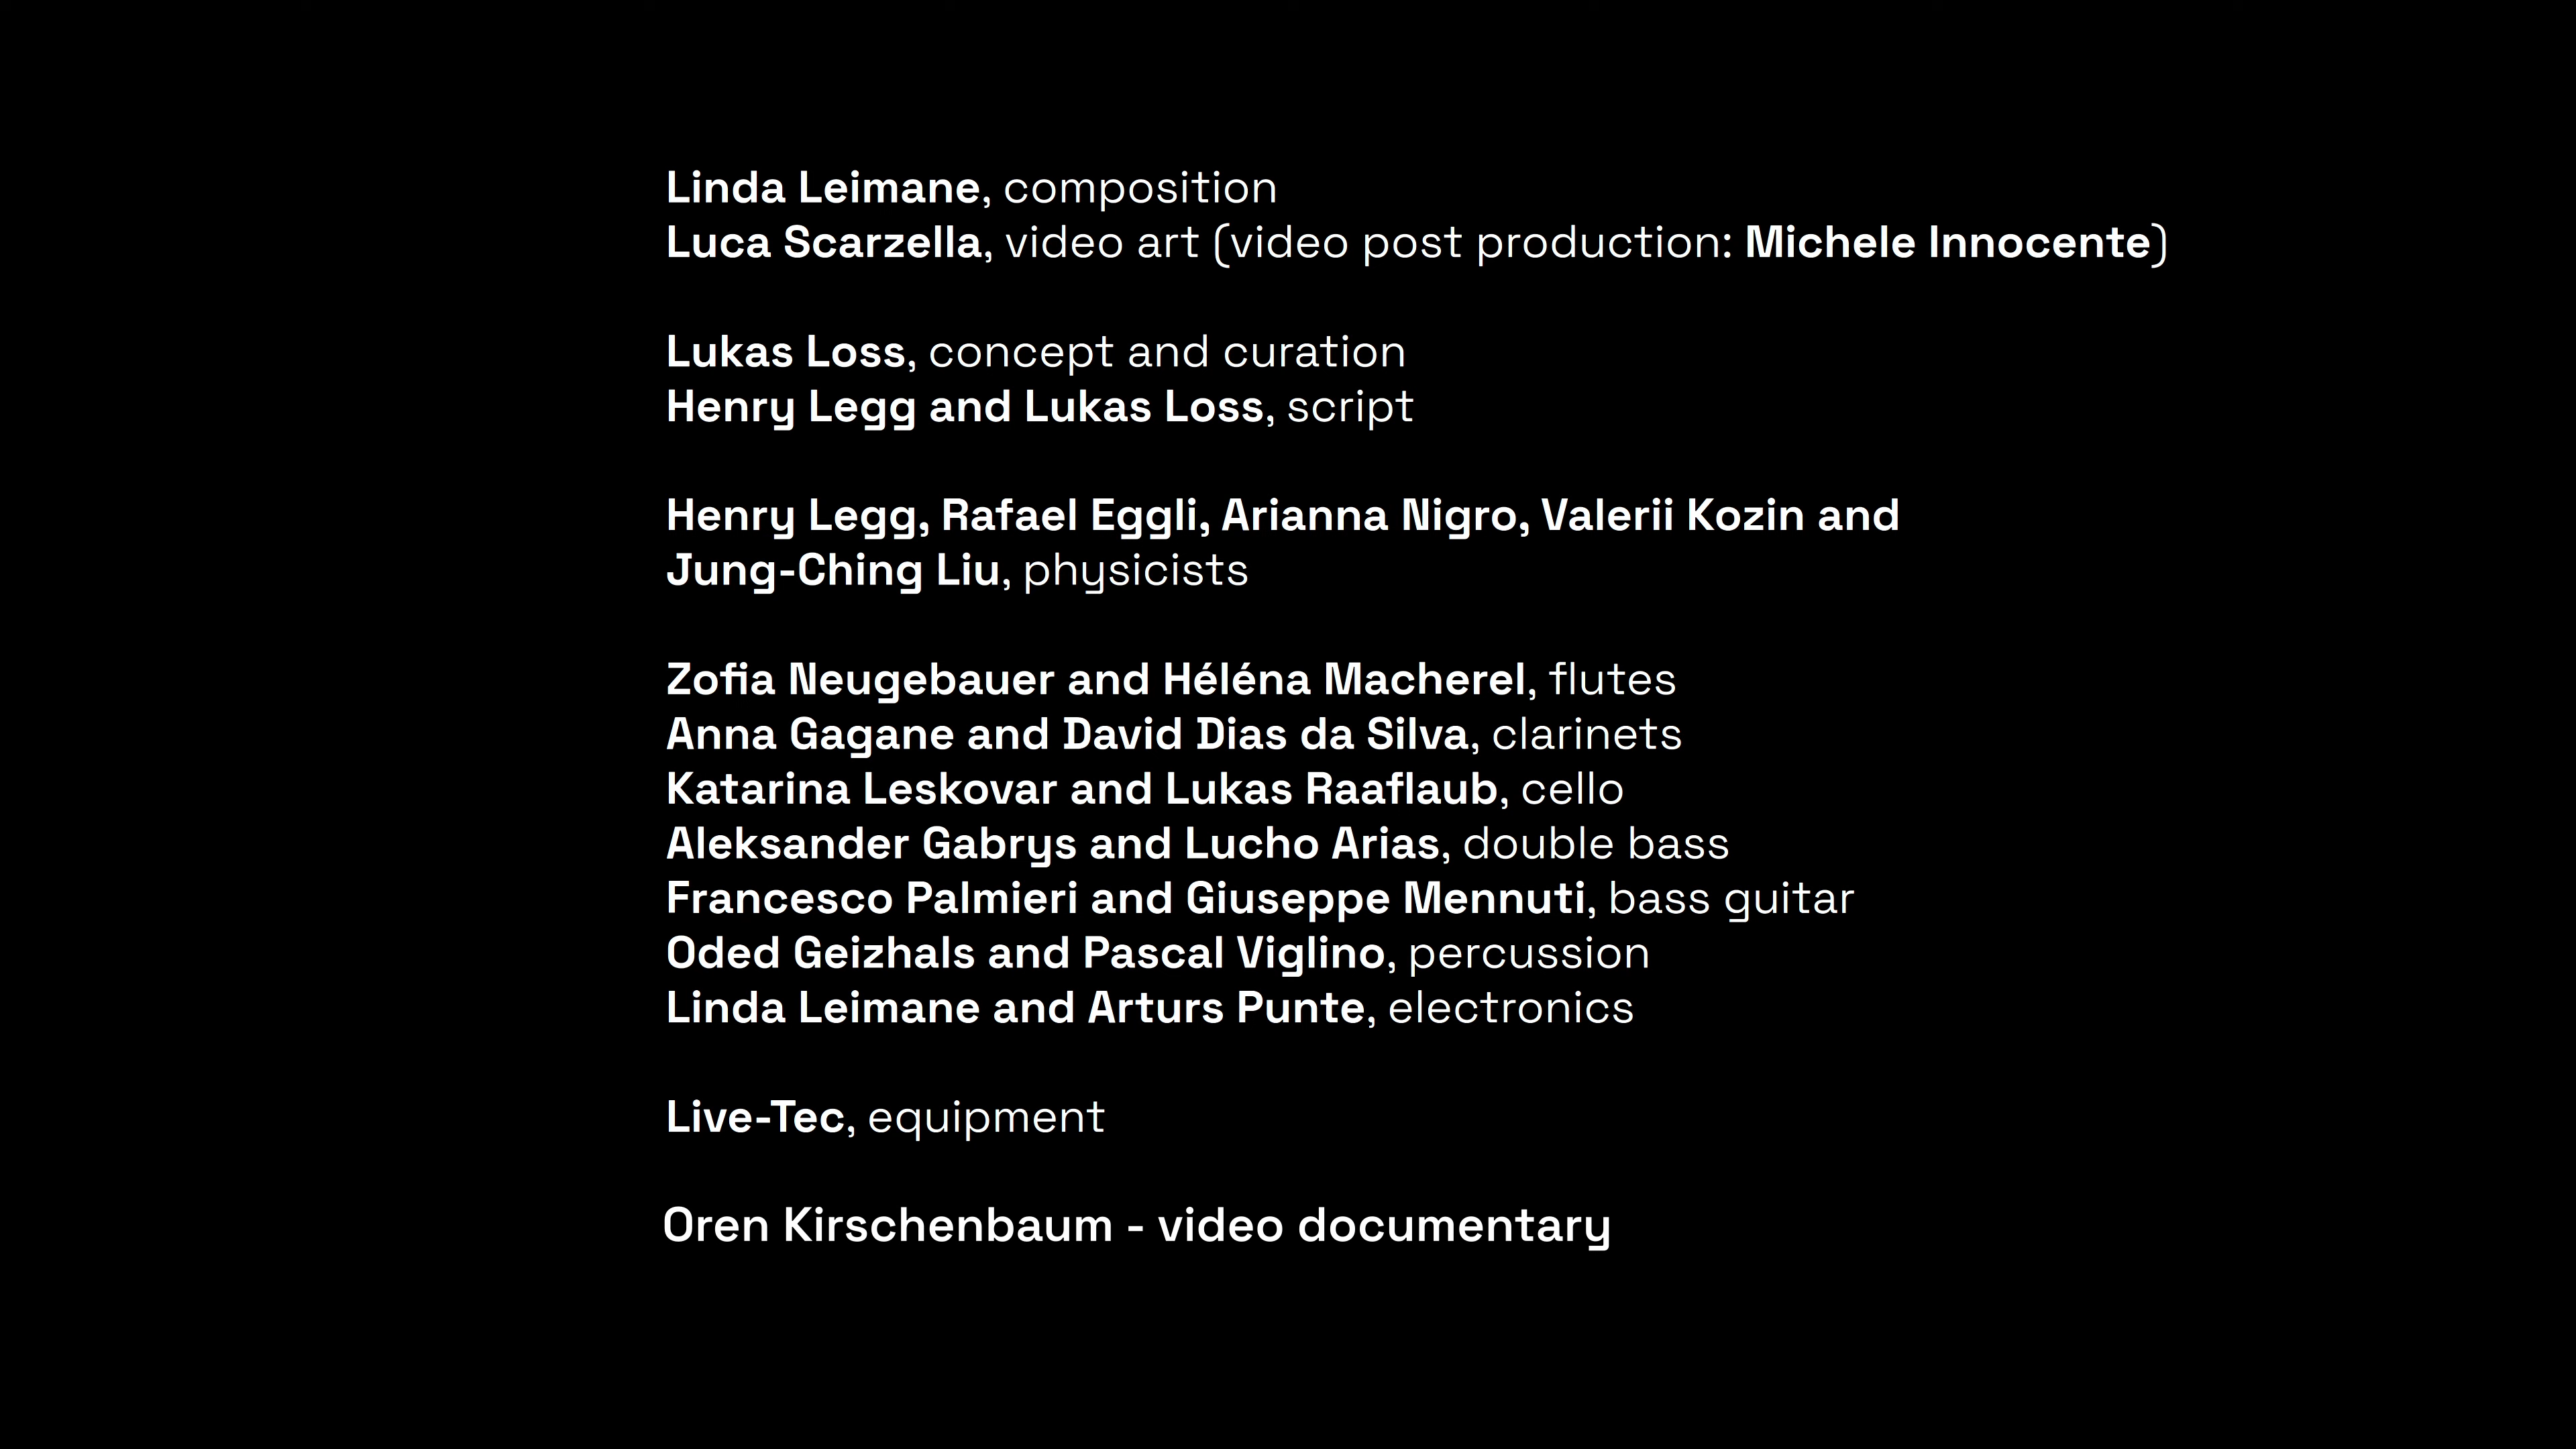 Linda Leimane, composition
Luca Scarzella, video art (video post production: Michele Innocente)
Lukas Loss, concept and curation
Henry Legg and Lukas Loss, script
Henry Legg, Rafael Eggli, Arianna Nigro, Valerii Kozin and
Jung-Ching Liu, physicists
Zofia Neugebauer and Héléna Macherel, flutes
Anna Gagane and David Dias da Silva, clarinets
Katarina Leskovar and Lukas Raaflaub, cello
Aleksander Gabrys and Lucho Arias, double bass
Francesco Palmieri and Giuseppe Mennuti, bass guitar
Oded Geizhals and Pascal Viglino, percussion
Linda Leimane and Arturs Punte, electronics
Live-Tec, equipment
Oren Kirschenbaum - video documentary